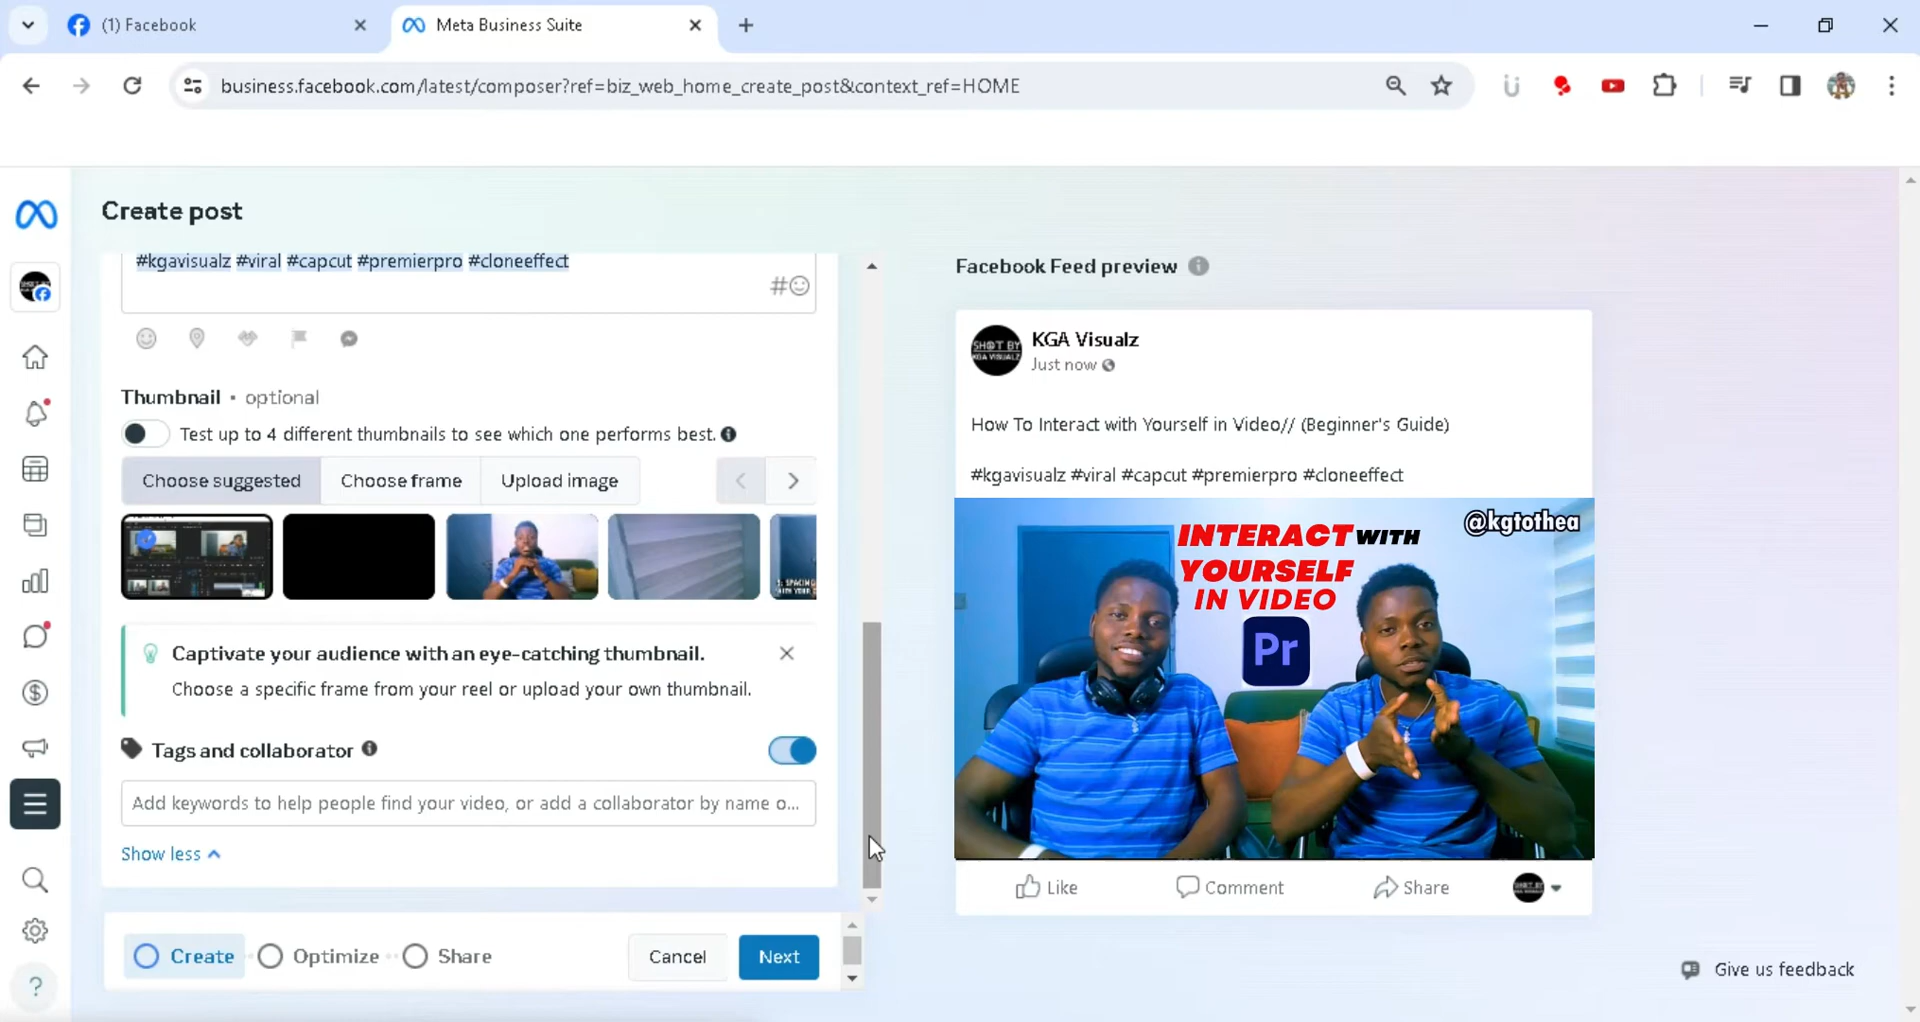 (1) Facebook
Meta Business Suite
business.facebook.com/latest/composer?ref=biz_web_home_create_post&context_ref=HOME
Create post
#kgavisualz #viral #capcut #premierpro #cloneeffect
#
Thumbnail • optional
Test up to 4 different thumbnails to see which one performs best.
Choose suggested
Choose frame
Upload image
Captivate your audience with an eye-catching thumbnail.
Choose a specific frame from your reel or upload your own thumbnail.
Tags and collaborator
Add keywords to help people find your video, or add a collaborator by name o...
Show less
Create
Optimize
Share
Cancel
Next
Facebook Feed preview
SHOT BY
KGA VISUALZ
KGA Visualz
Just now
How To Interact with Yourself in Video// (Beginner's Guide)
#kgavisualz #viral #capcut #premierpro #cloneeffect
@kgtothea
INTERACT WITH
YOURSELF
IN VIDEO
Pr
Like
Comment
Share
Give us feedback